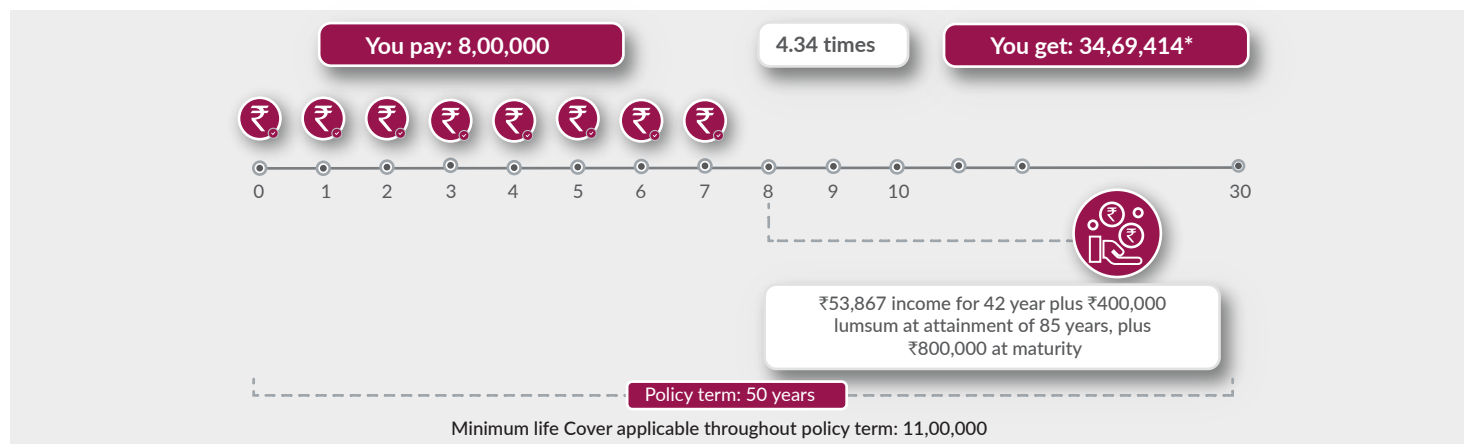 You pay: 8,00,000
4.34 times
You get: 34,69,414*
₹ ₹ ₹ ₹ ₹ ₹ ₹ ₹
0 1 2 3 4 5 6 7 8 9 10 30
₹ ₹
₹53,867 income for 42 year plus ₹400,000
lumsum at attainment of 85 years, plus
₹800,000 at maturity
Policy term: 50 years
Minimum life Cover applicable throughout policy term: 11,00,000